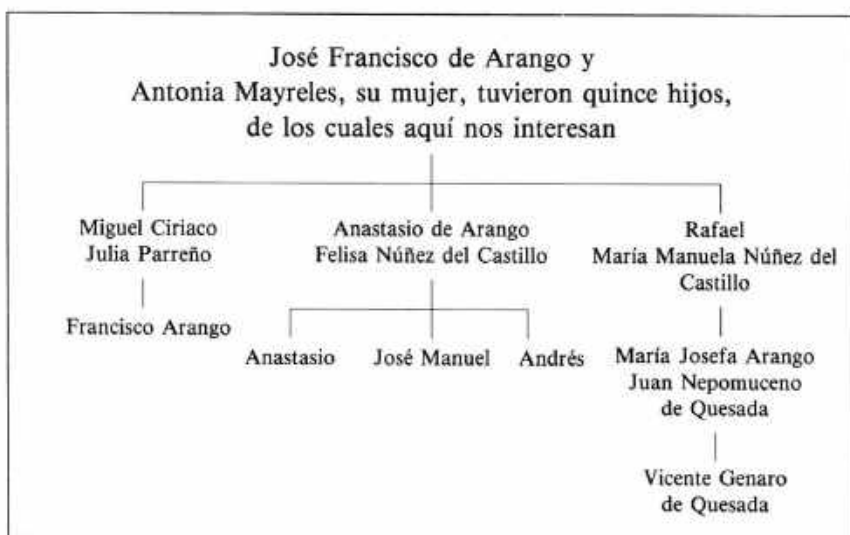 José Francisco de Arango y
Antonia Mayreles, su mujer, tuvieron quince hijos,
de los cuales aquí nos interesan
Miguel Ciriaco
Julia Parreño
Francisco Arango
Anastasio de Arango
Felisa Núñez del Castillo
Anastasio
José Manuel
Andrés
Rafael
María Manuela Núñez del
Castillo
María Josefa Arango
Juan Nepomuceno
de Quesada
Vicente Genaro
de Quesada